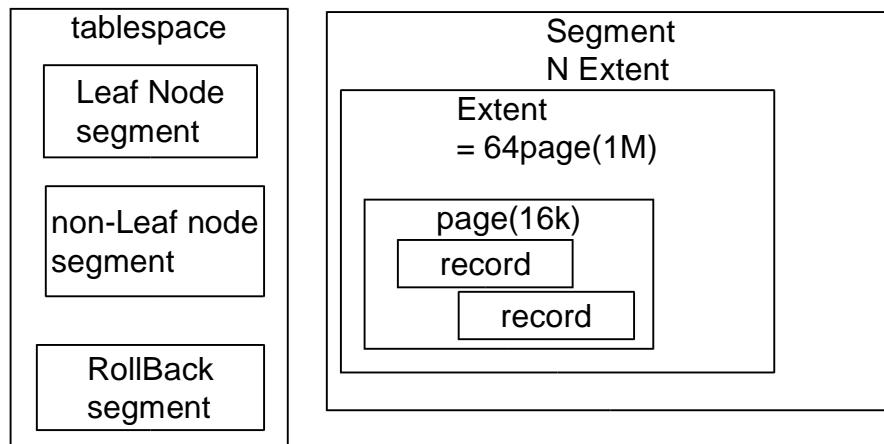 tablespace
Leaf Node
segment
non-Leaf node
segment
RollBack
segment
Segment
N Extent
Extent
= 64page(1M)
page(16k)
record
record